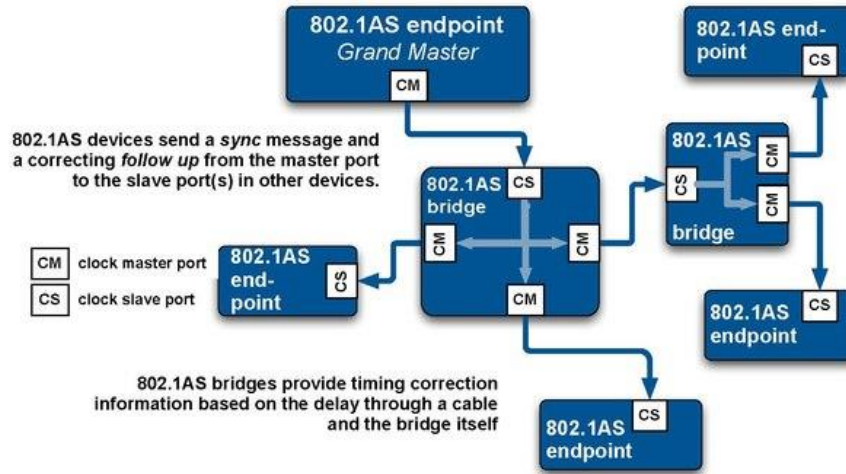 802.1AS endpoint
Grand Master
CM
802.1AS end-
point
CS
802.1AS devices send a sync message and
a correcting follow up from the master port
to the slave port(s) in other devices.
802.1AS
bridge
CS
CM
CM
CM
802.1AS
CS
CM
CM
bridge
CM clock master port
CS clock slave port
802.1AS
end-
point
CS
802.1AS
endpoint
CS
802.1AS bridges provide timing correction
information based on the delay through a cable
and the bridge itself
802.1AS
endpoint
CS